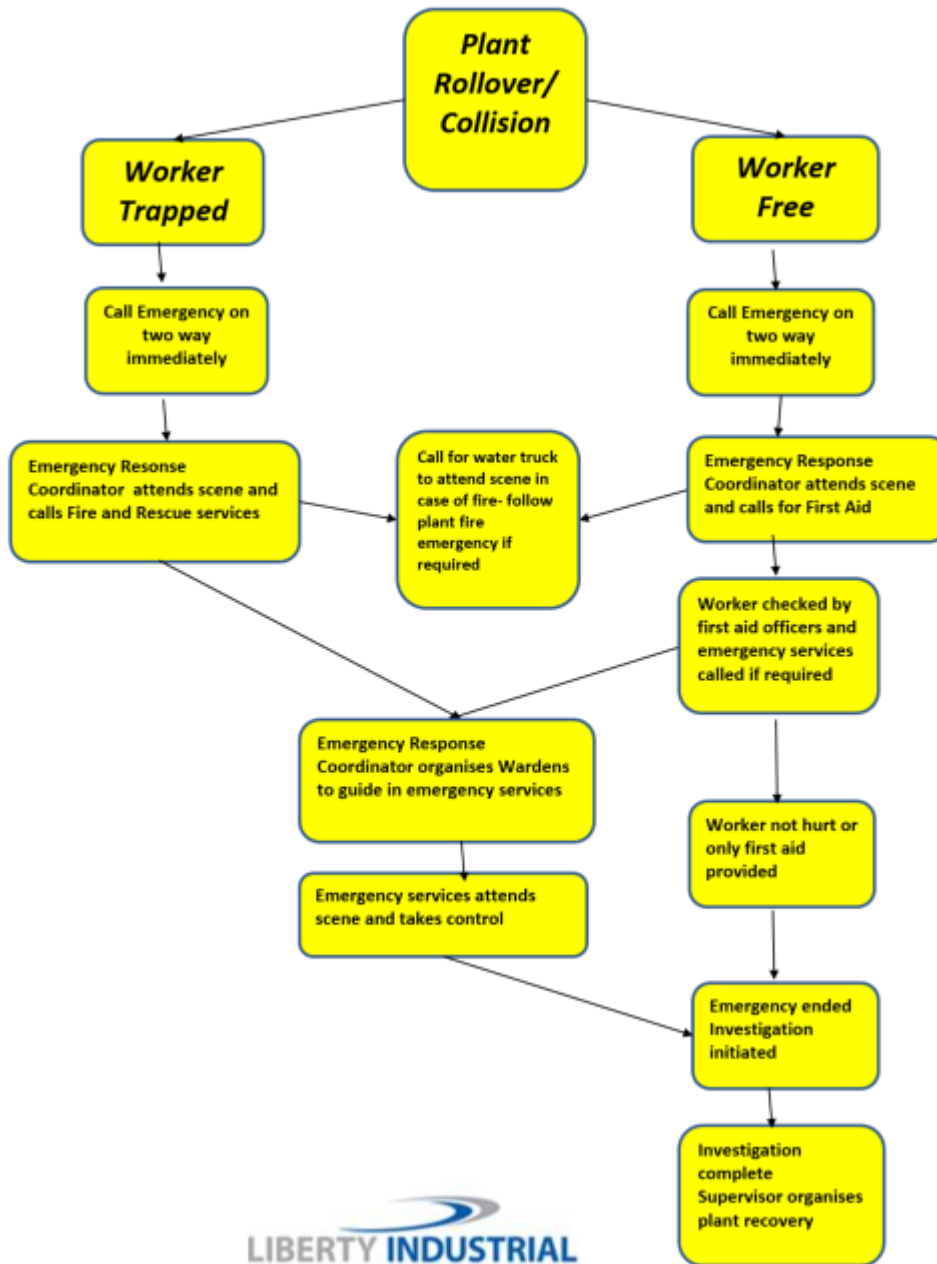 Plant
Rollover/
Collision
Worker
Trapped
Worker
Free
Call Emergency on
two way
immediately
Call Emergency on
two way
immediately
Emergency Resonse
Coordinator attends scene and
calls Fire and Rescue services
Call for water truck
to attend scene in
case of fire- follow
plant fire
emergency if
required
Emergency Response
Coordinator attends scene
and calls for First Aid
Worker checked by
first aid officers and
emergency services
called if required
Emergency Response
Coordinator organises Wardens
to guide in emergency services
Worker not hurt or
only first aid
provided
Emergency services attends
scene and takes control
Emergency ended
Investigation
initiated
Investigation
complete
Supervisor organises
plant recovery
LIBERTY INDUSTRIAL